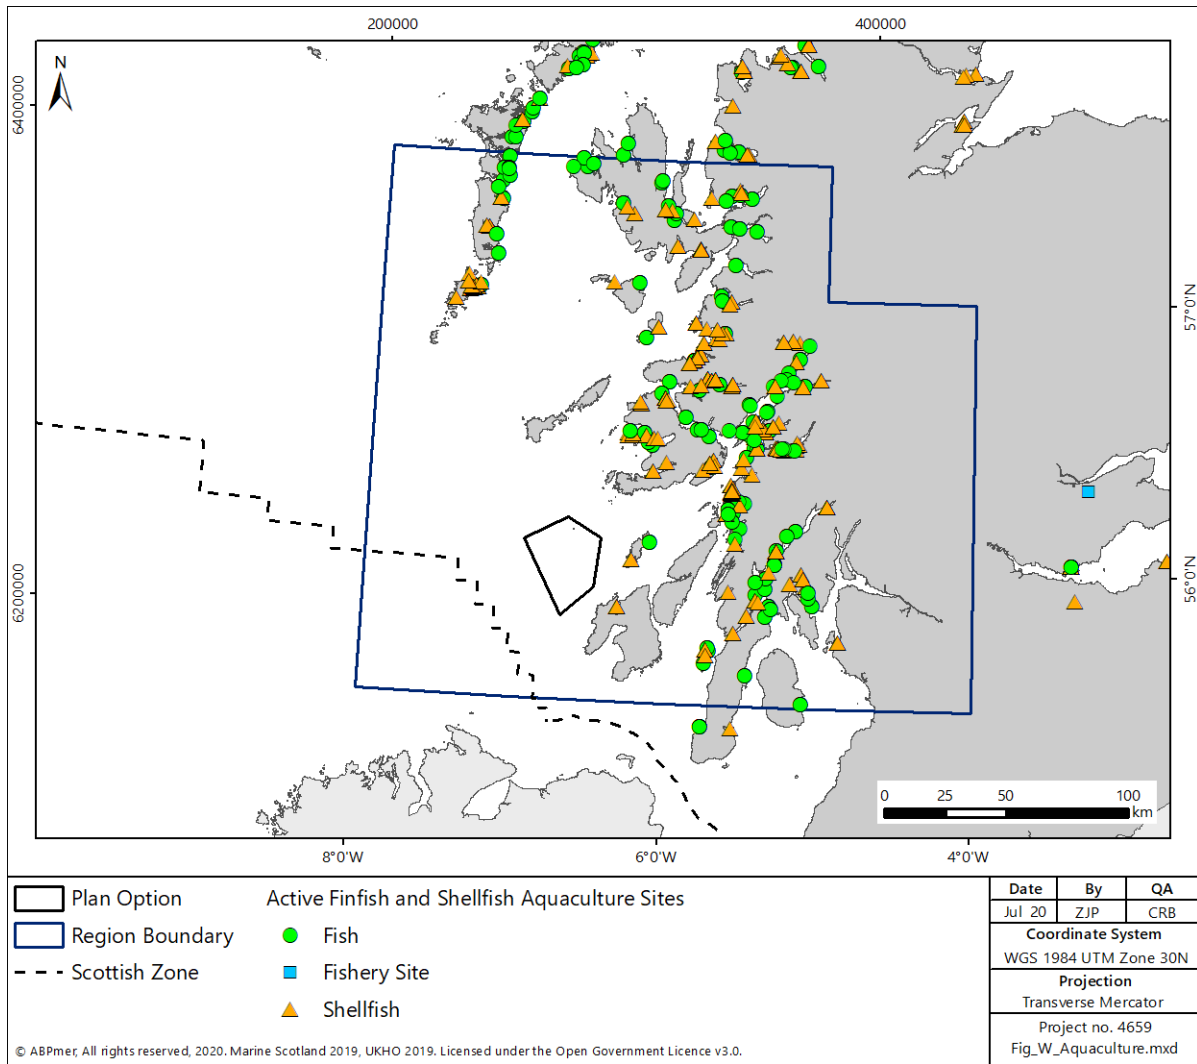 200000
400000
N
6400000
6200000
57°0'N
56°0'N
0
25
50
100
km
8°0'W
6°0'W
4°0'W
Plan Option
Region Boundary
Scottish Zone
Active Finfish and Shellfish Aquaculture Sites
Fish
Fishery Site
Shellfish
Date By QA
Jul 20 ZJP CRB
Coordinate System
WGS 1984 UTM Zone 30N
Projection
Transverse Mercator
Project no. 4659
Fig_W_Aquaculture.mxd
© ABPmer, All rights reserved, 2020. Marine Scotland 2019, UKHO 2019. Licensed under the Open Government Licence v3.0.